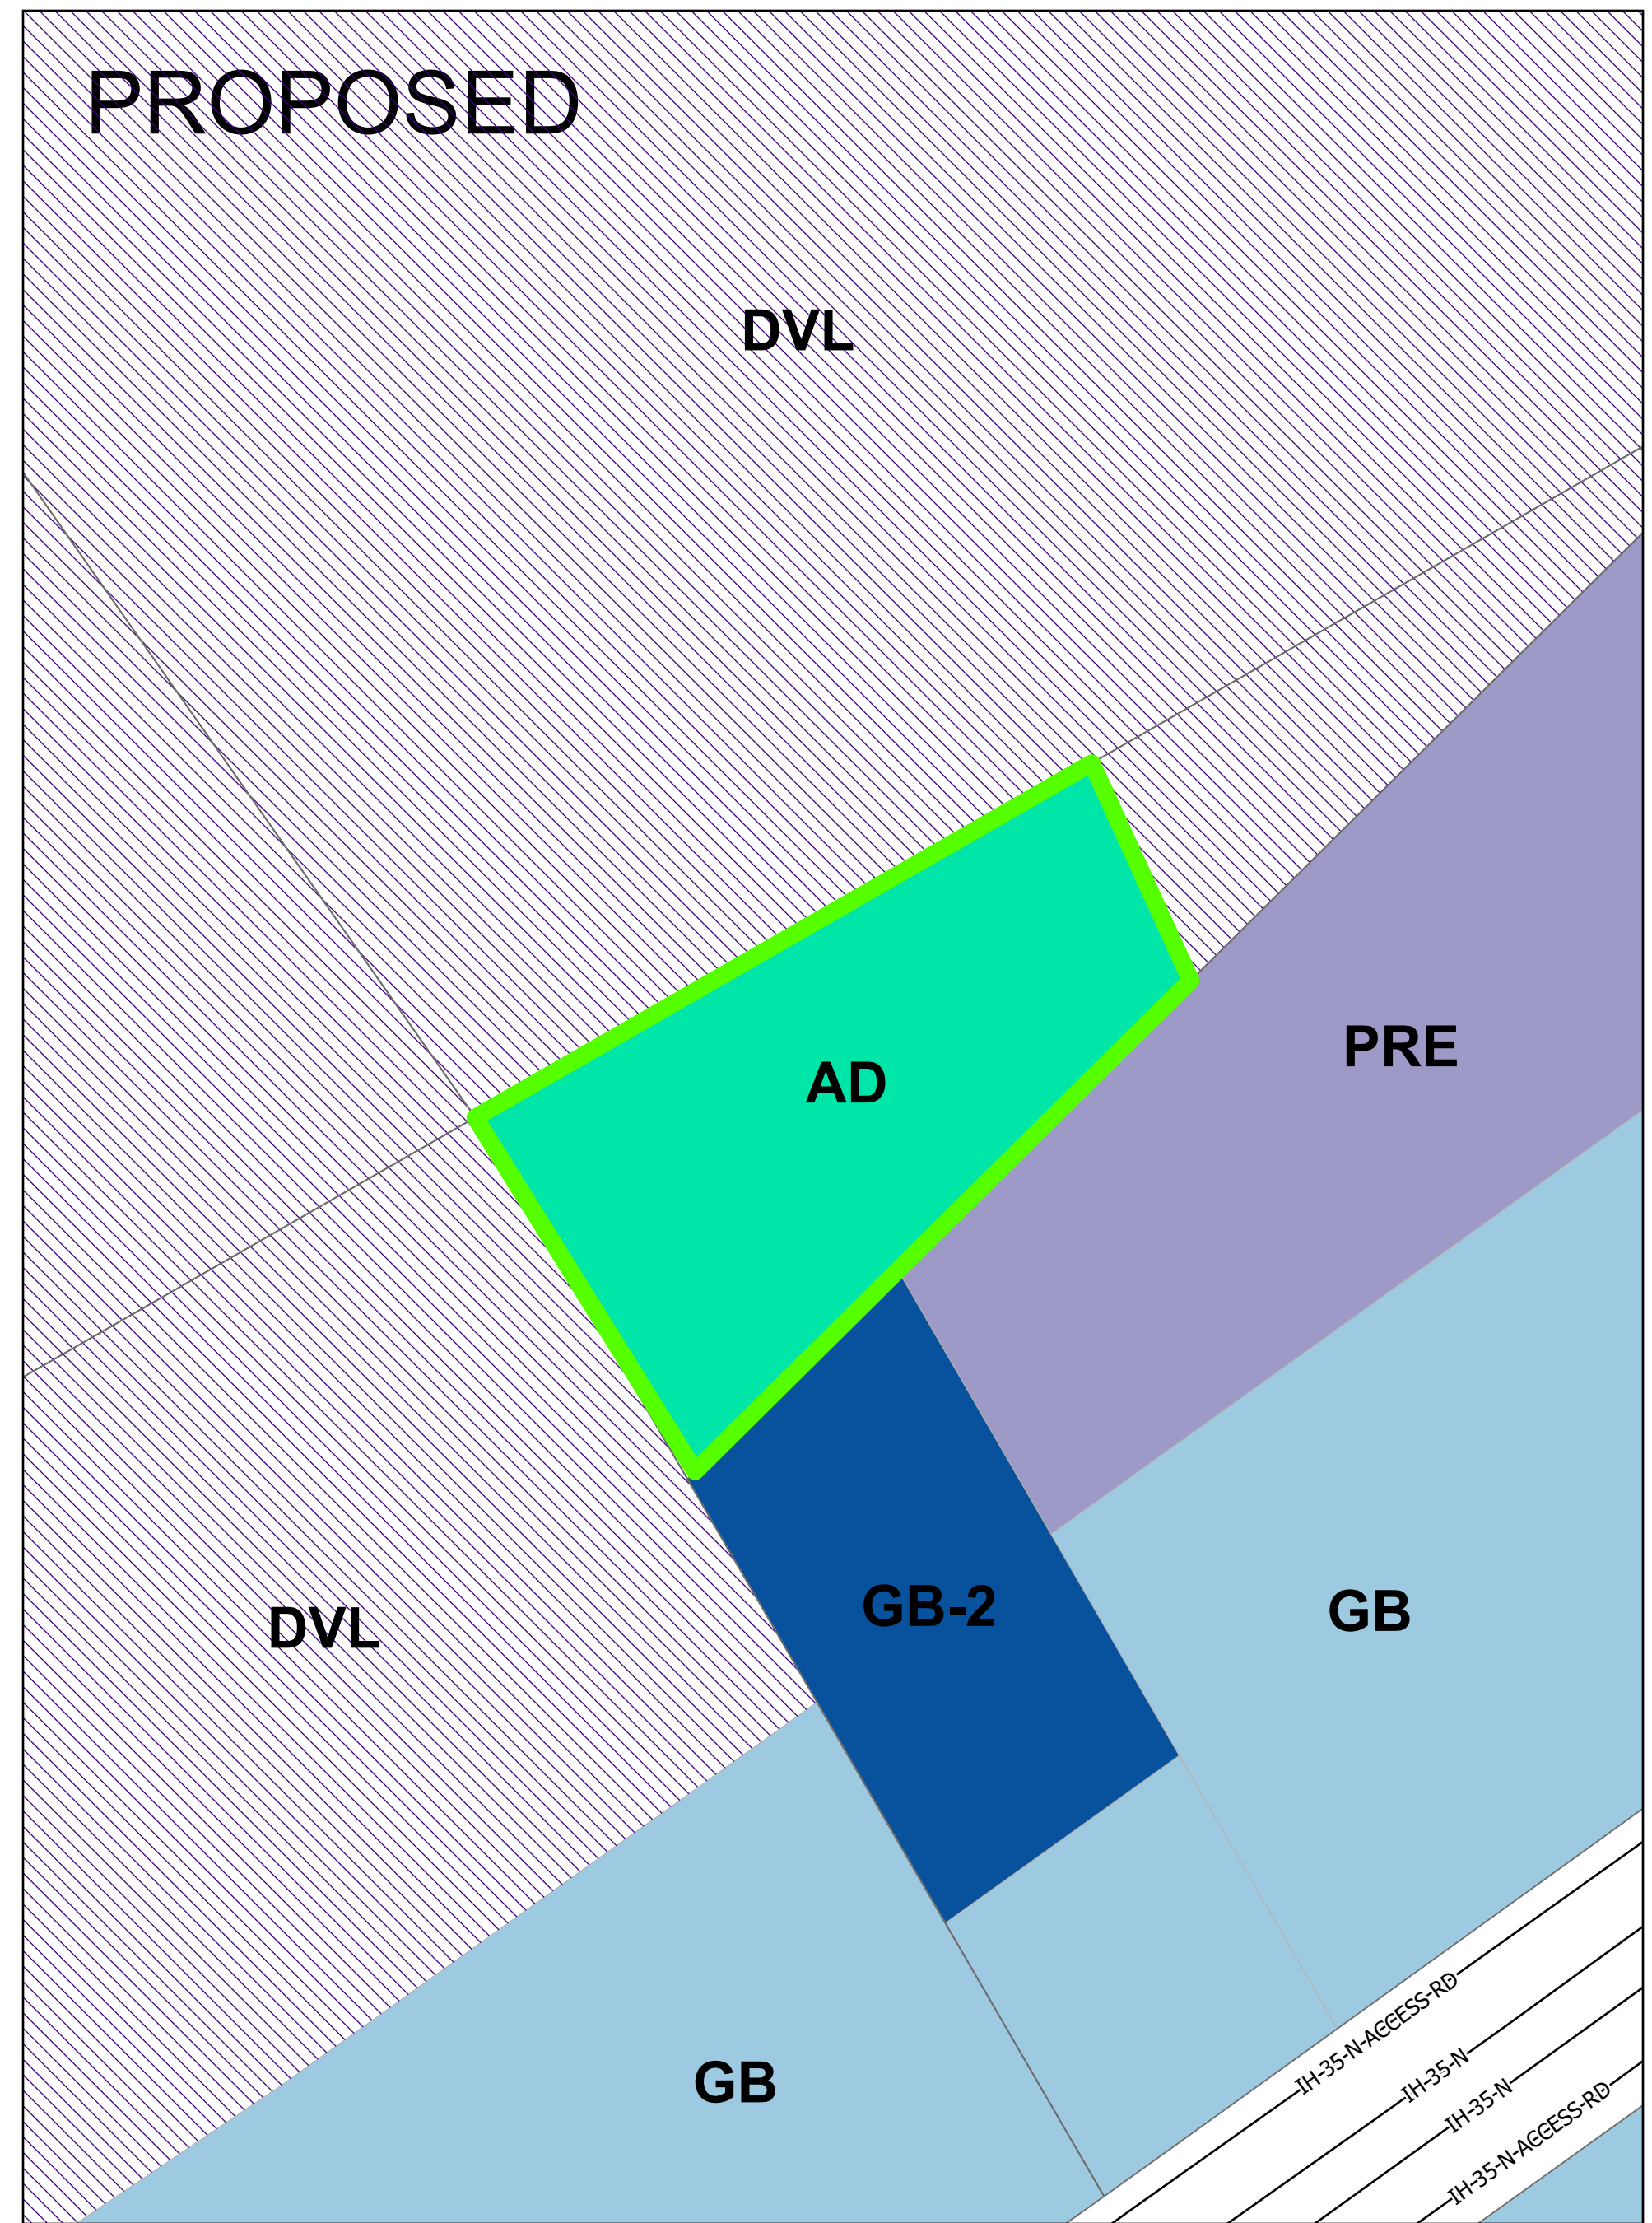 PROPOSED
DVL
PRE
AD
GB-2
GB
DVL
IH-35-N-ACCESS-RD
IH-35-N
GB
IH-35-N
IH-35-N-ACCESS-RD